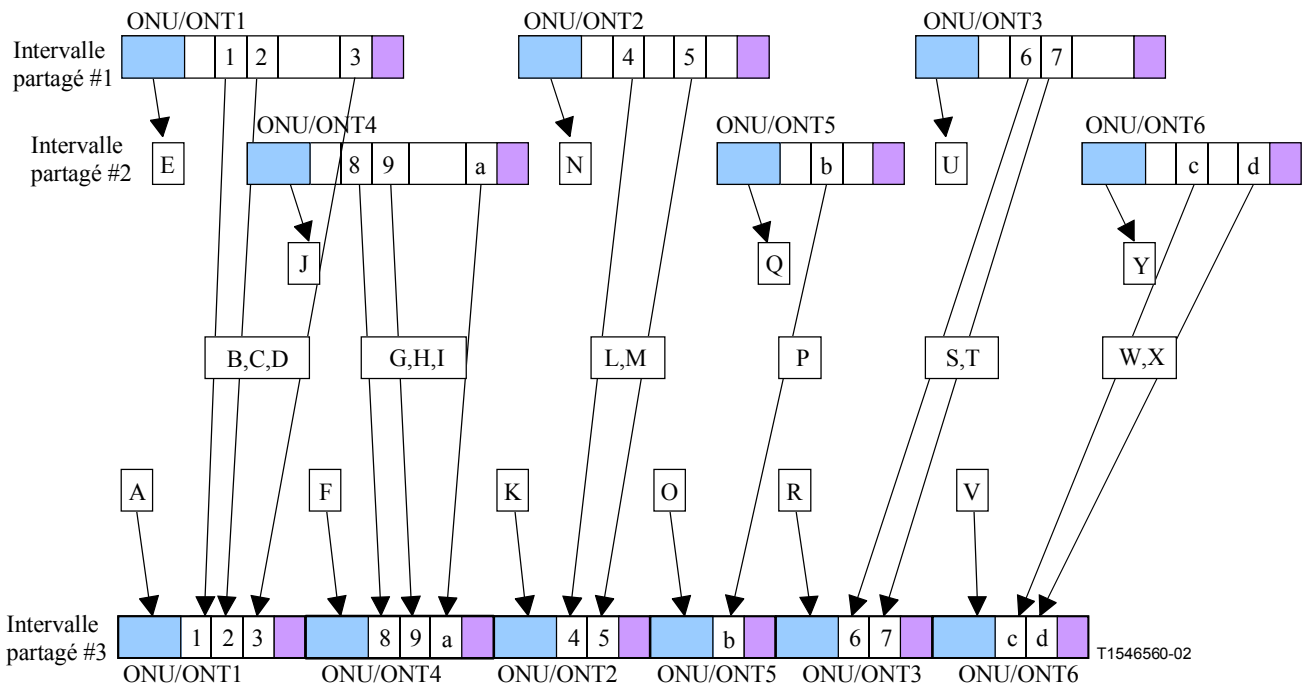 ONU/ONT1 ONU/ONT2 ONU/ONT3
Intervalle
partagé #1
1 2 3 4 5 6 7
ONU/ONT4 ONU/ONT5 ONU/ONT6
Intervalle
partagé #2
E 8 9 a N b U c d
J Q Y
B,C,D G,H,I L,M P S,T W,X
A F K O R V
Intervalle
partagé #3
1 2 3 8 9 a 4 5 b 6 7 c d
T1546560-02
ONU/ONT1 ONU/ONT4 ONU/ONT2 ONU/ONT5 ONU/ONT3 ONU/ONT6